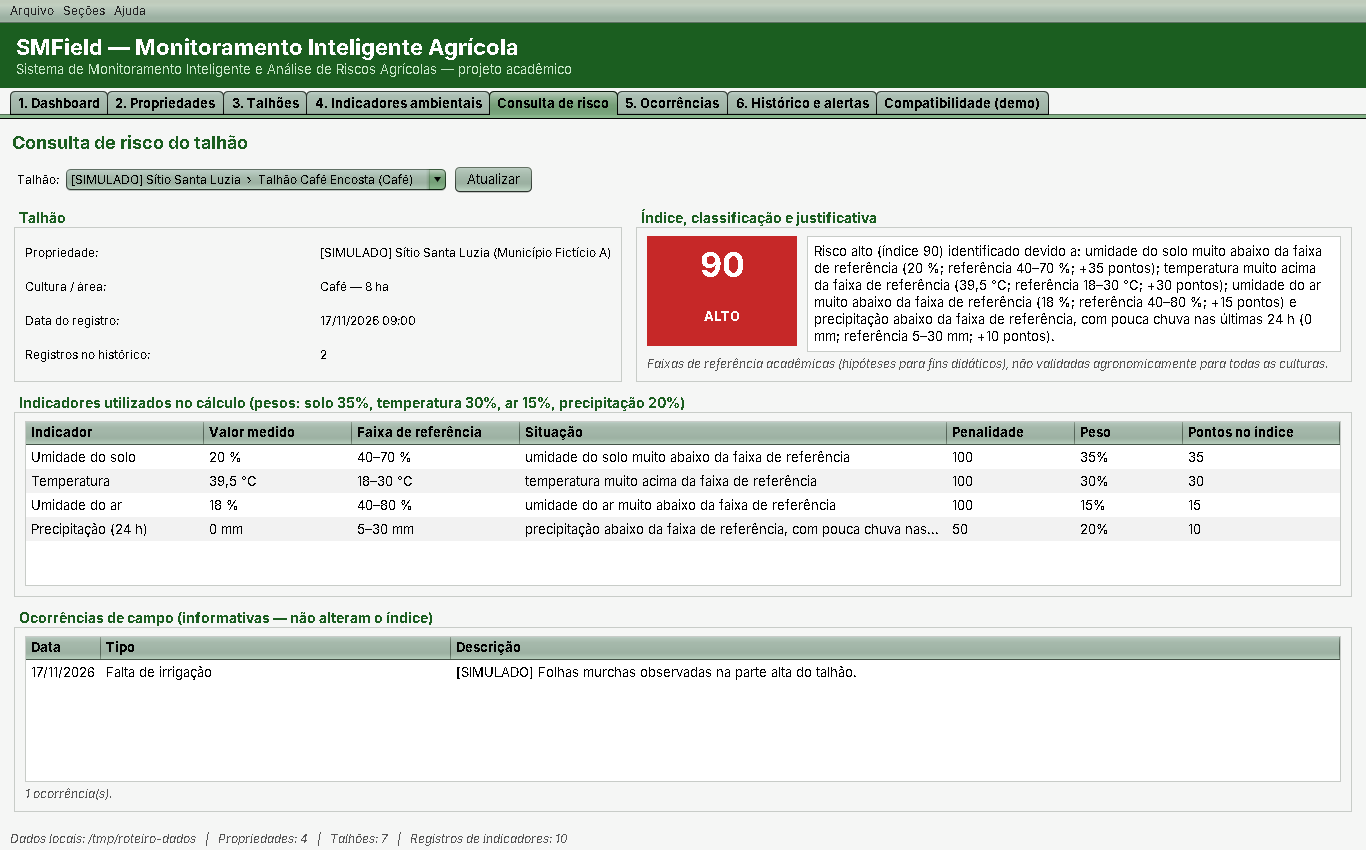 Arquivo Seções Ajuda
SMField — Monitoramento Inteligente Agrícola
Sistema de Monitoramento Inteligente e Análise de Riscos Agrícolas — projeto acadêmico
1. Dashboard 2. Propriedades 3. Talhões 4. Indicadores ambientais Consulta de risco 5. Ocorrências 6. Histórico e alertas Compatibilidade (demo)
Consulta de risco do talhão
Talhão: [SIMULADO] Sítio Santa Luzia › Talhão Café Encosta (Café) Atualizar
Talhão
Propriedade: [SIMULADO] Sítio Santa Luzia (Município Fictício A)
Cultura / área: Café — 8 ha
Data do registro: 17/11/2026 09:00
Registros no histórico: 2
Índice, classificação e justificativa
90
ALTO
Risco alto (índice 90) identificado devido a: umidade do solo muito abaixo da faixa
de referência (20 %; referência 40–70 %; +35 pontos); temperatura muito acima
da faixa de referência (39,5 °C; referência 18–30 °C; +30 pontos); umidade do ar
muito abaixo da faixa de referência (18 %; referência 40–80 %; +15 pontos) e
precipitação abaixo da faixa de referência, com pouca chuva nas últimas 24 h (0
mm; referência 5–30 mm; +10 pontos).
Faixas de referência acadêmicas (hipóteses para fins didáticos), não validadas agronomicamente para todas as culturas.
Indicadores utilizados no cálculo (pesos: solo 35%, temperatura 30%, ar 15%, precipitação 20%)
Indicador Valor medido Faixa de referência Situação Penalidade Peso Pontos no índice
Umidade do solo 20 % 40–70 % umidade do solo muito abaixo da faixa de referência 100 35% 35
Temperatura 39,5 °C 18–30 °C temperatura muito acima da faixa de referência 100 30% 30
Umidade do ar 18 % 40–80 % umidade do ar muito abaixo da faixa de referência 100 15% 15
Precipitação (24 h) 0 mm 5–30 mm precipitação abaixo da faixa de referência, com pouca chuva nas... 50 20% 10
Ocorrências de campo (informativas — não alteram o índice)
Data Tipo Descrição
17/11/2026 Falta de irrigação [SIMULADO] Folhas murchas observadas na parte alta do talhão.
1 ocorrência(s).
Dados locais: /tmp/roteiro-dados | Propriedades: 4 | Talhões: 7 | Registros de indicadores: 10